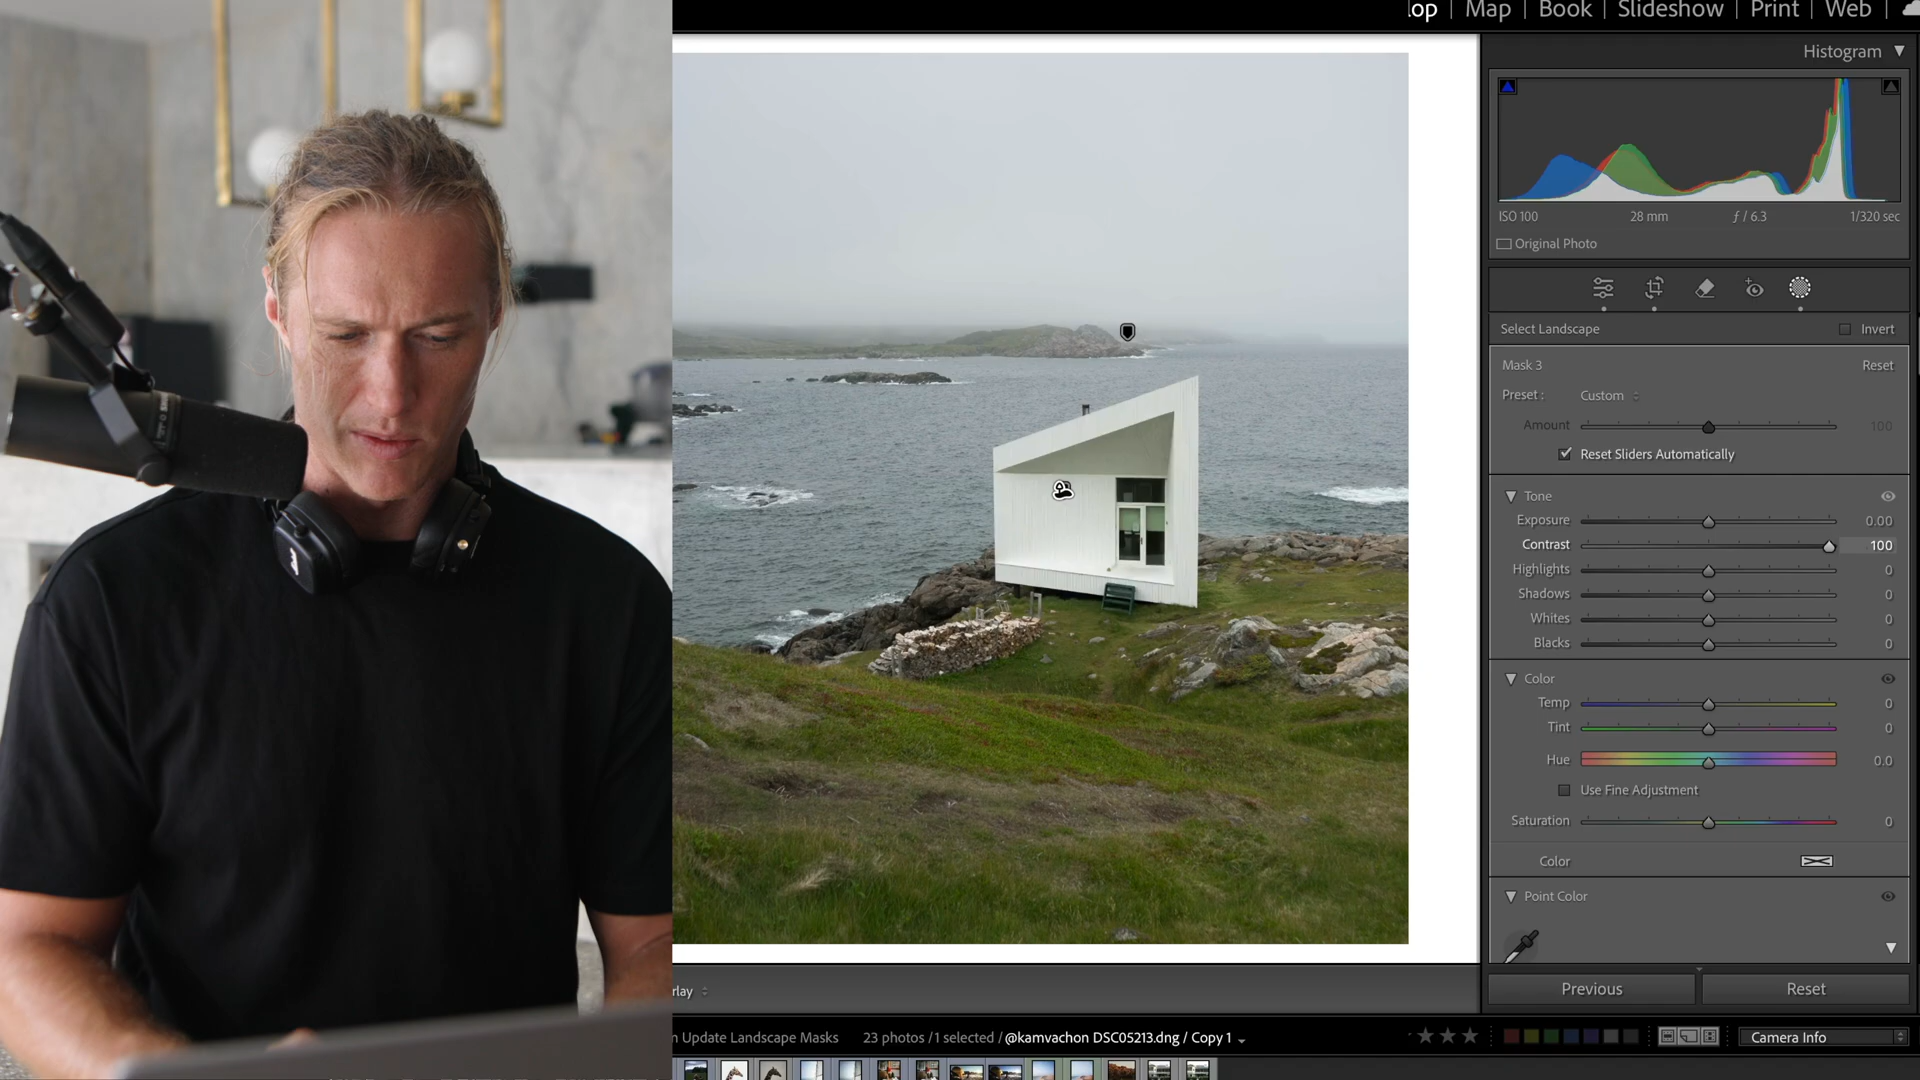 lop | Map | Book | Slideshow | Print | Web |
Histogram
ISO 100 28 mm ƒ / 6.3 1/320 sec
Original Photo
Select Landscape Invert
Mask 3 Reset
Preset : Custom
Amount 100
Reset Sliders Automatically
Tone
Exposure 0.00
Contrast 100
Highlights 0
Shadows 0
Whites 0
Blacks 0
Color
Temp 0
Tint 0
Hue 0.0
Use Fine Adjustment
Saturation 0
Color
Point Color
rlay
Previous Reset
n Update Landscape Masks 23 photos /1 selected / @kamvachon DSC05213.dng / Copy 1 Camera Info